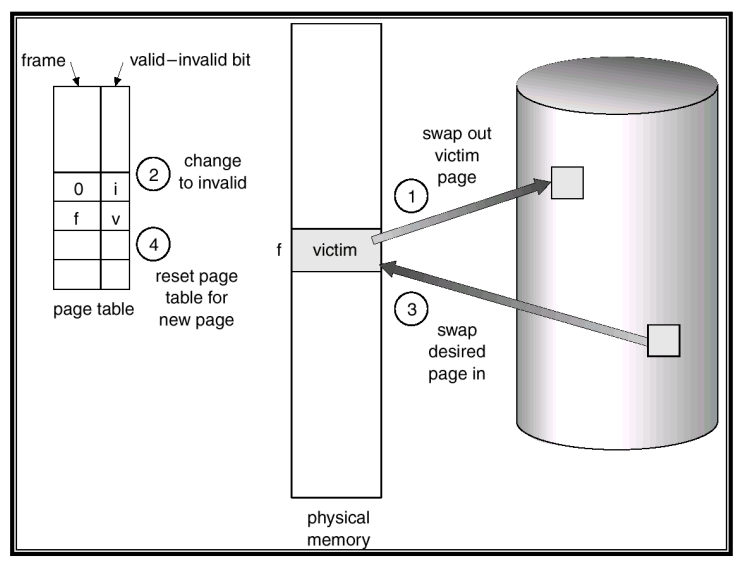 frame
valid–invalid bit
0 i
f v
page table
2
change
to invalid
4
reset page
table for
new page
f
victim
physical
memory
1
swap out
victim
page
3
swap
desired
page in